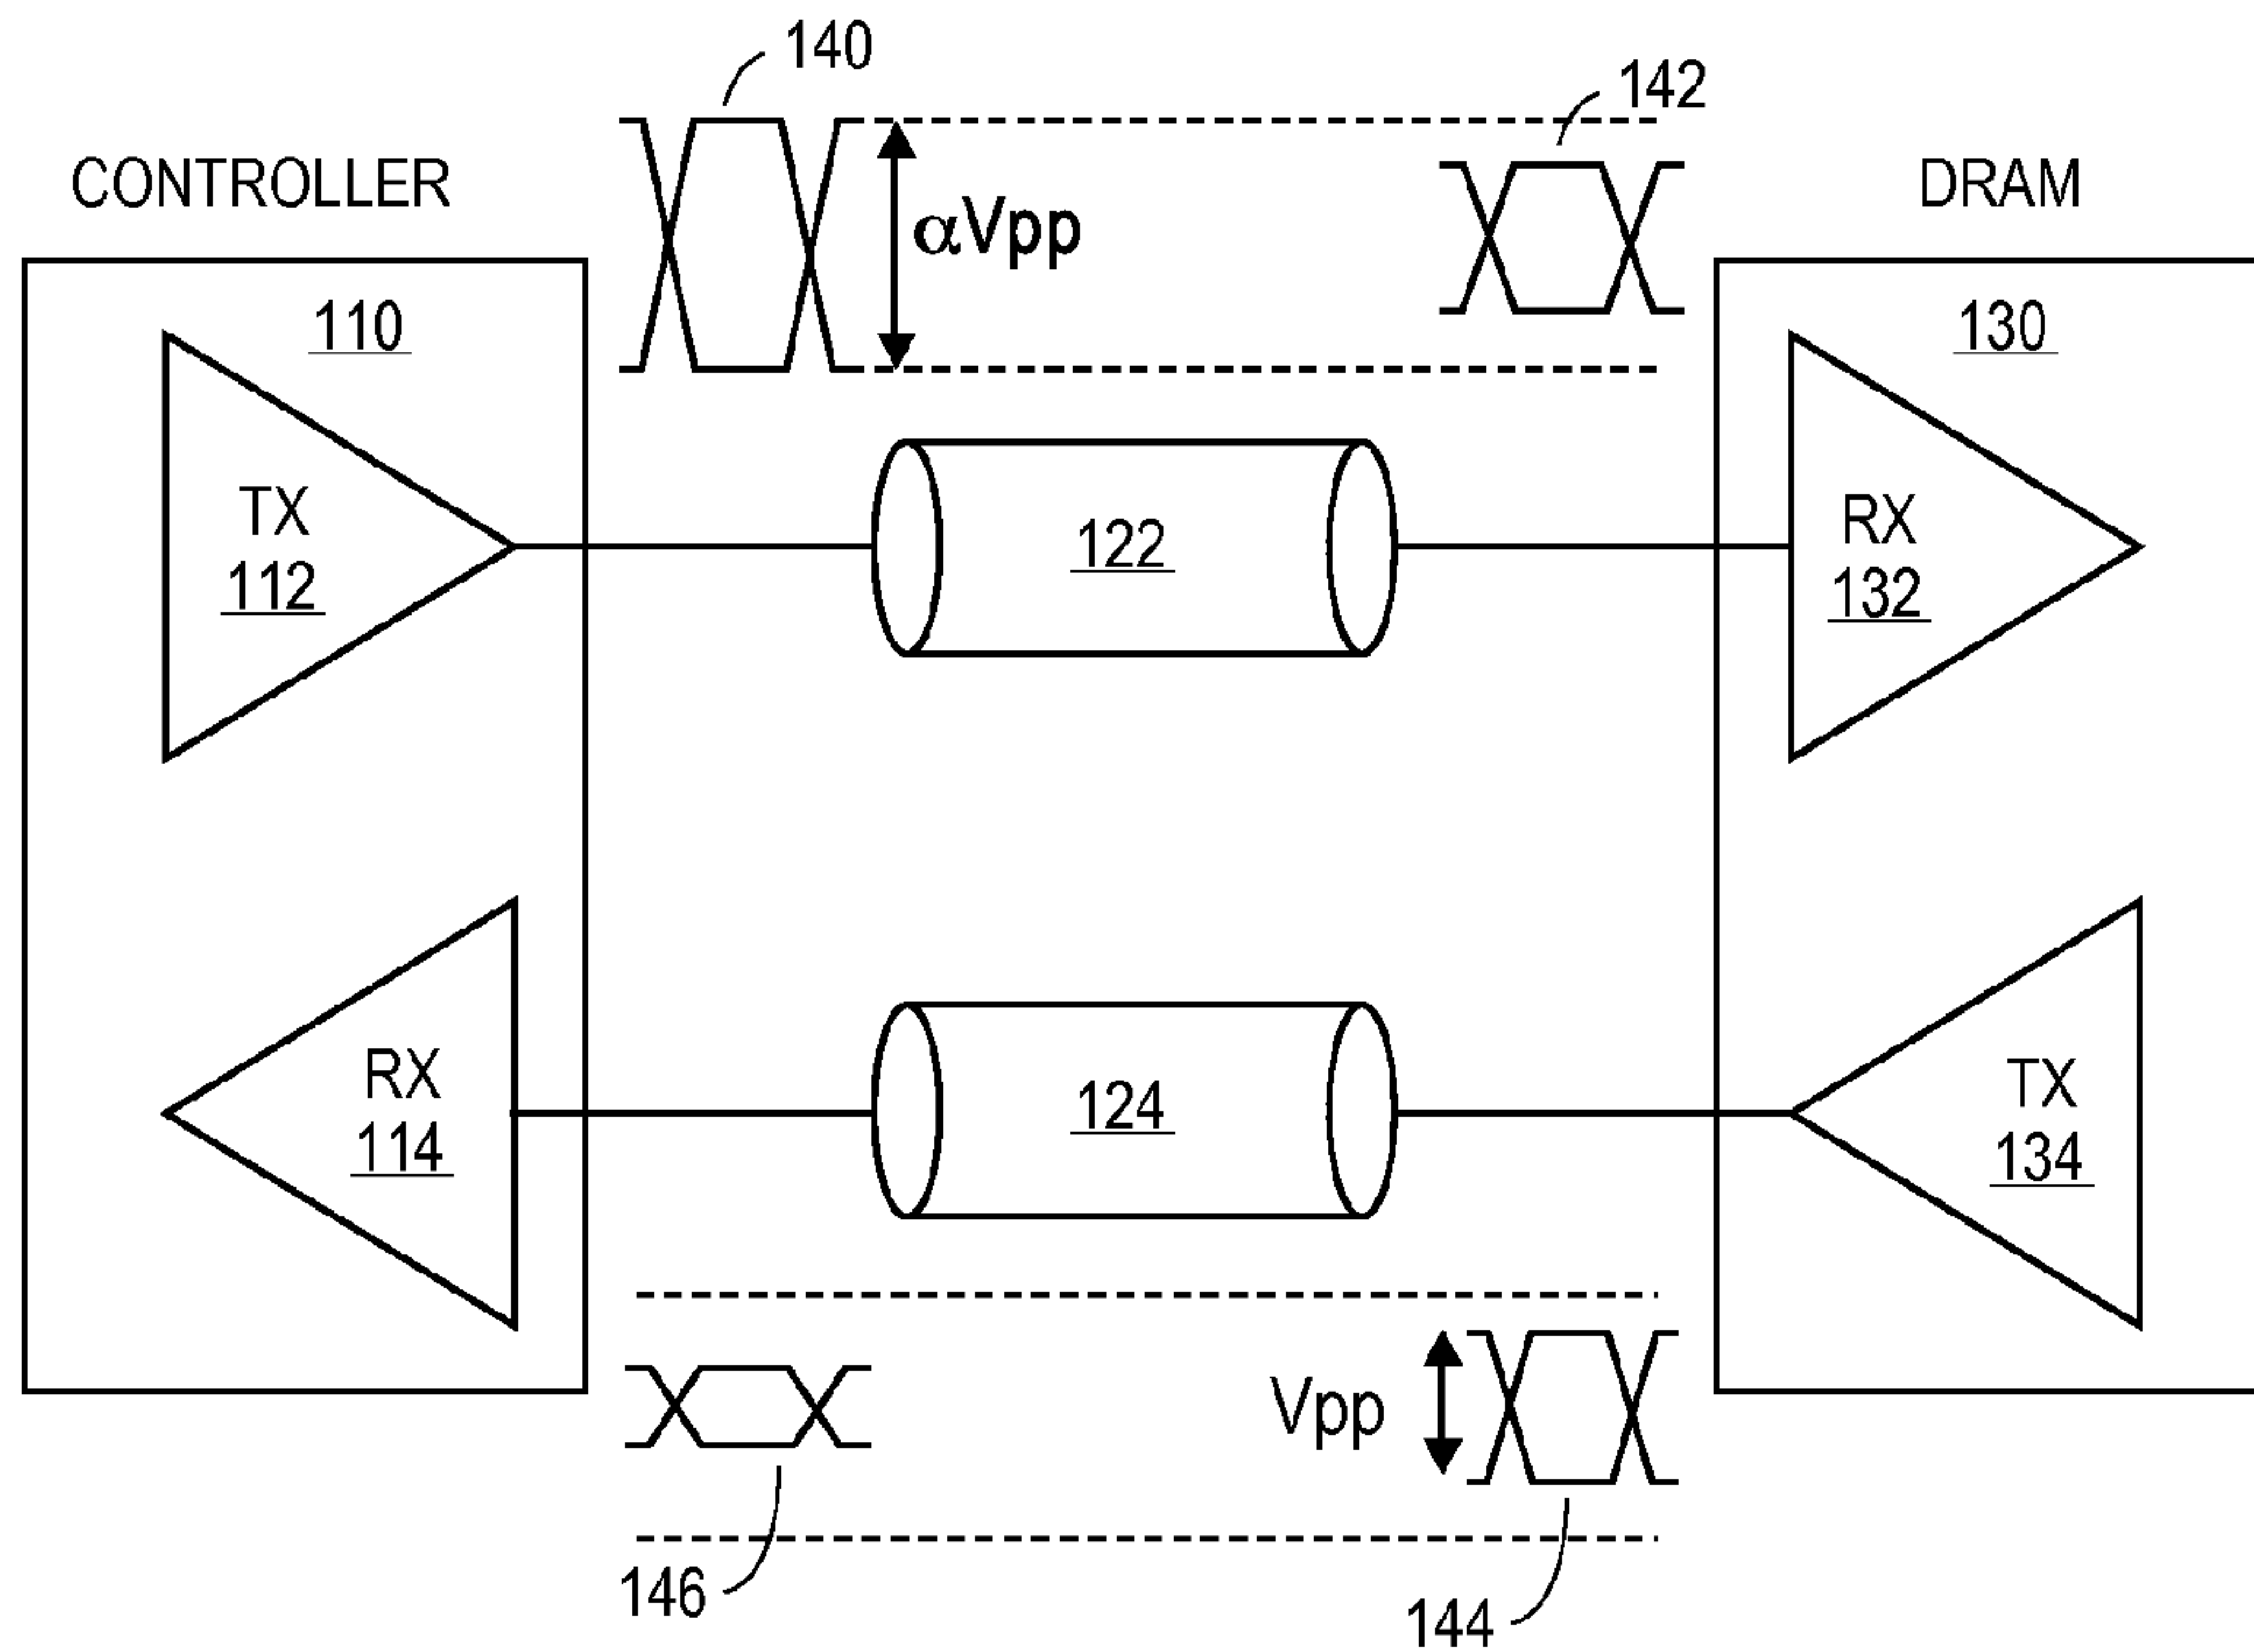 140
142
CONTROLLER
DRAM
αVpp
110
130
TX
112
122
RX
132
RX
114
124
TX
134
Vpp
146
144